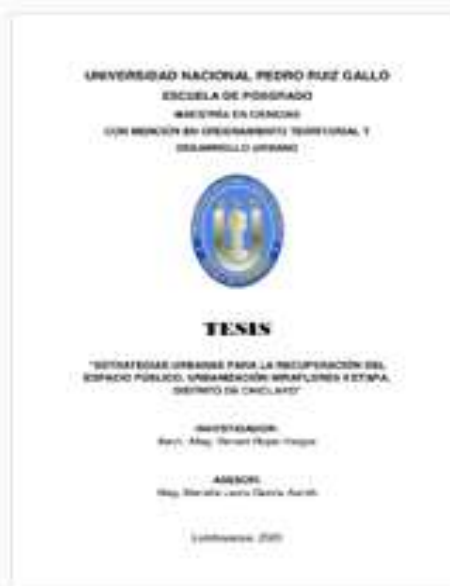 UNIVERSIDAD NACIONAL PEDRO RUIZ GALLO
ESCUELA DE POSGRADO
MAESTRÍA EN CIENCIAS
CON MENCIÓN EN ORDENAMIENTO TERRITORIAL Y
DESARROLLO URBANO
TESIS
"ESTRATEGIAS URBANAS PARA LA RECUPERACIÓN DEL
ESPACIO PÚBLICO, URBANIZACIÓN MIRAFLORES II ETAPA,
DISTRITO DE CHICLAYO"
INVESTIGADOR:
ASESOR:
Lambayeque,